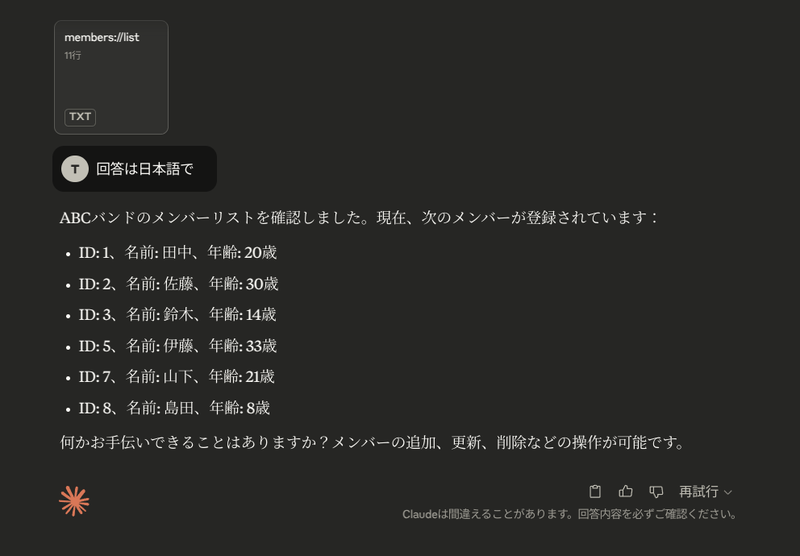 members://list
11行
TXT
T 回答は日本語で
ABCバンドのメンバーリストを確認しました。現在、次のメンバーが登録されています：
• ID: 1、名前: 田中、年齢: 20歳
• ID: 2、名前: 佐藤、年齢: 30歳
• ID: 3、名前: 鈴木、年齢: 14歳
• ID: 5、名前: 伊藤、年齢: 33歳
• ID: 7、名前: 山下、年齢: 21歳
• ID: 8、名前: 島田、年齢: 8歳
何かお手伝いできることはありますか？メンバーの追加、更新、削除などの操作が可能です。
再試行
Claudeは間違えることがあります。回答内容を必ずご確認ください。